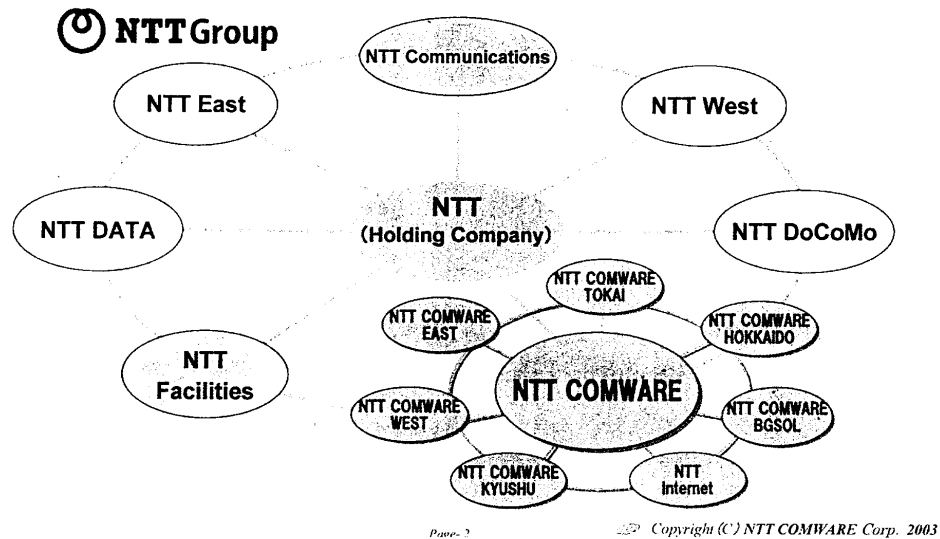 NTT Group
NTT Communications
NTT East
NTT West
NTT
(Holding Company)
NTT DATA
NTT DoCoMo
NTT COMWARE
TOKAI
NTT COMWARE
EAST
NTT COMWARE
HOKKAIDO
NTT
Facilities
NTT COMWARE
NTT COMWARE
WEST
NTT COMWARE
BGSOL
NTT COMWARE
KYUSHU
NTT
Internet
Page- 2
Copyright (C) NTT COMWARE Corp. 2003